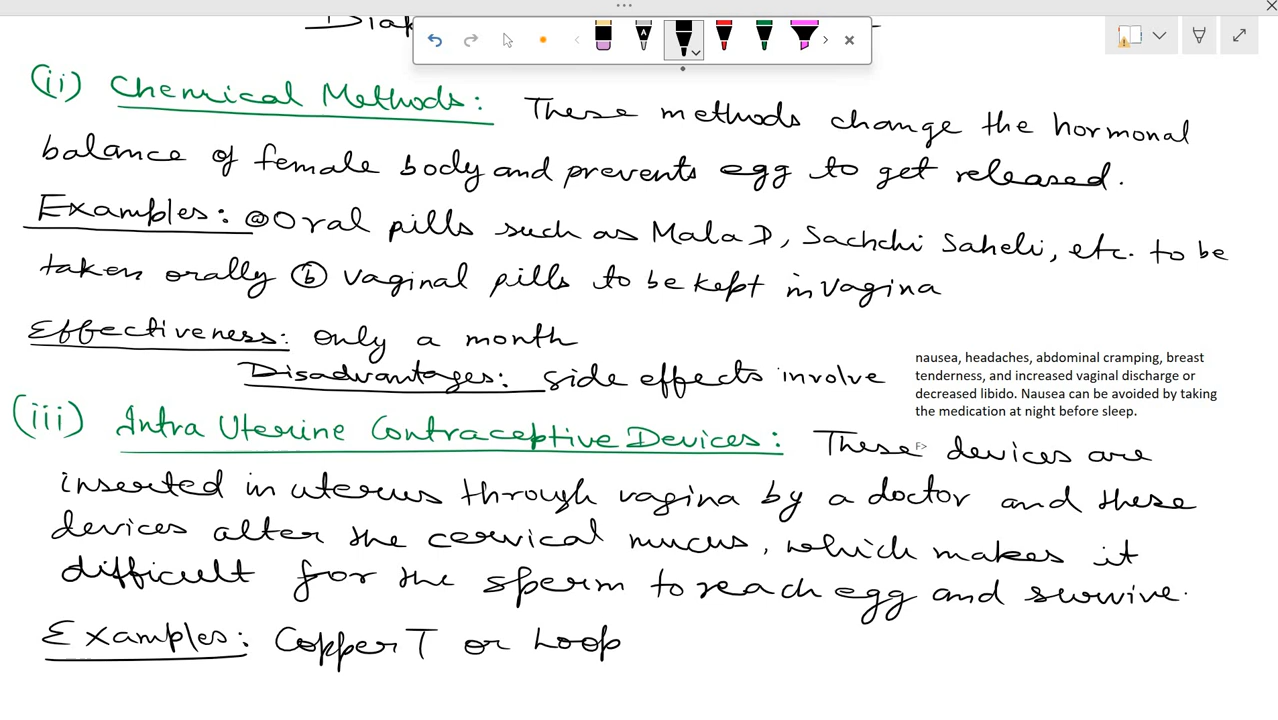 (ii) Chemical Methods: These methods change the hormonal
balance of female body and prevents egg to get released.
Examples: ⓐ Oral pills such as Mala D, Sachchi Saheli, etc. to be
taken orally ⓑ vaginal pills to be kept in vagina
Effectiveness: only a month
Disadvantages: side effects involve
nausea, headaches, abdominal cramping, breast
tenderness, and increased vaginal discharge or
decreased libido. Nausea can be avoided by taking
the medication at night before sleep.
(iii) Intra Uterine Contraceptive Devices: These devices are
inserted in uterus through vagina by a doctor and these
devices alter the cervical mucus, which makes it
difficult for the sperm to reach egg and survive.
Examples: Copper T or Loop